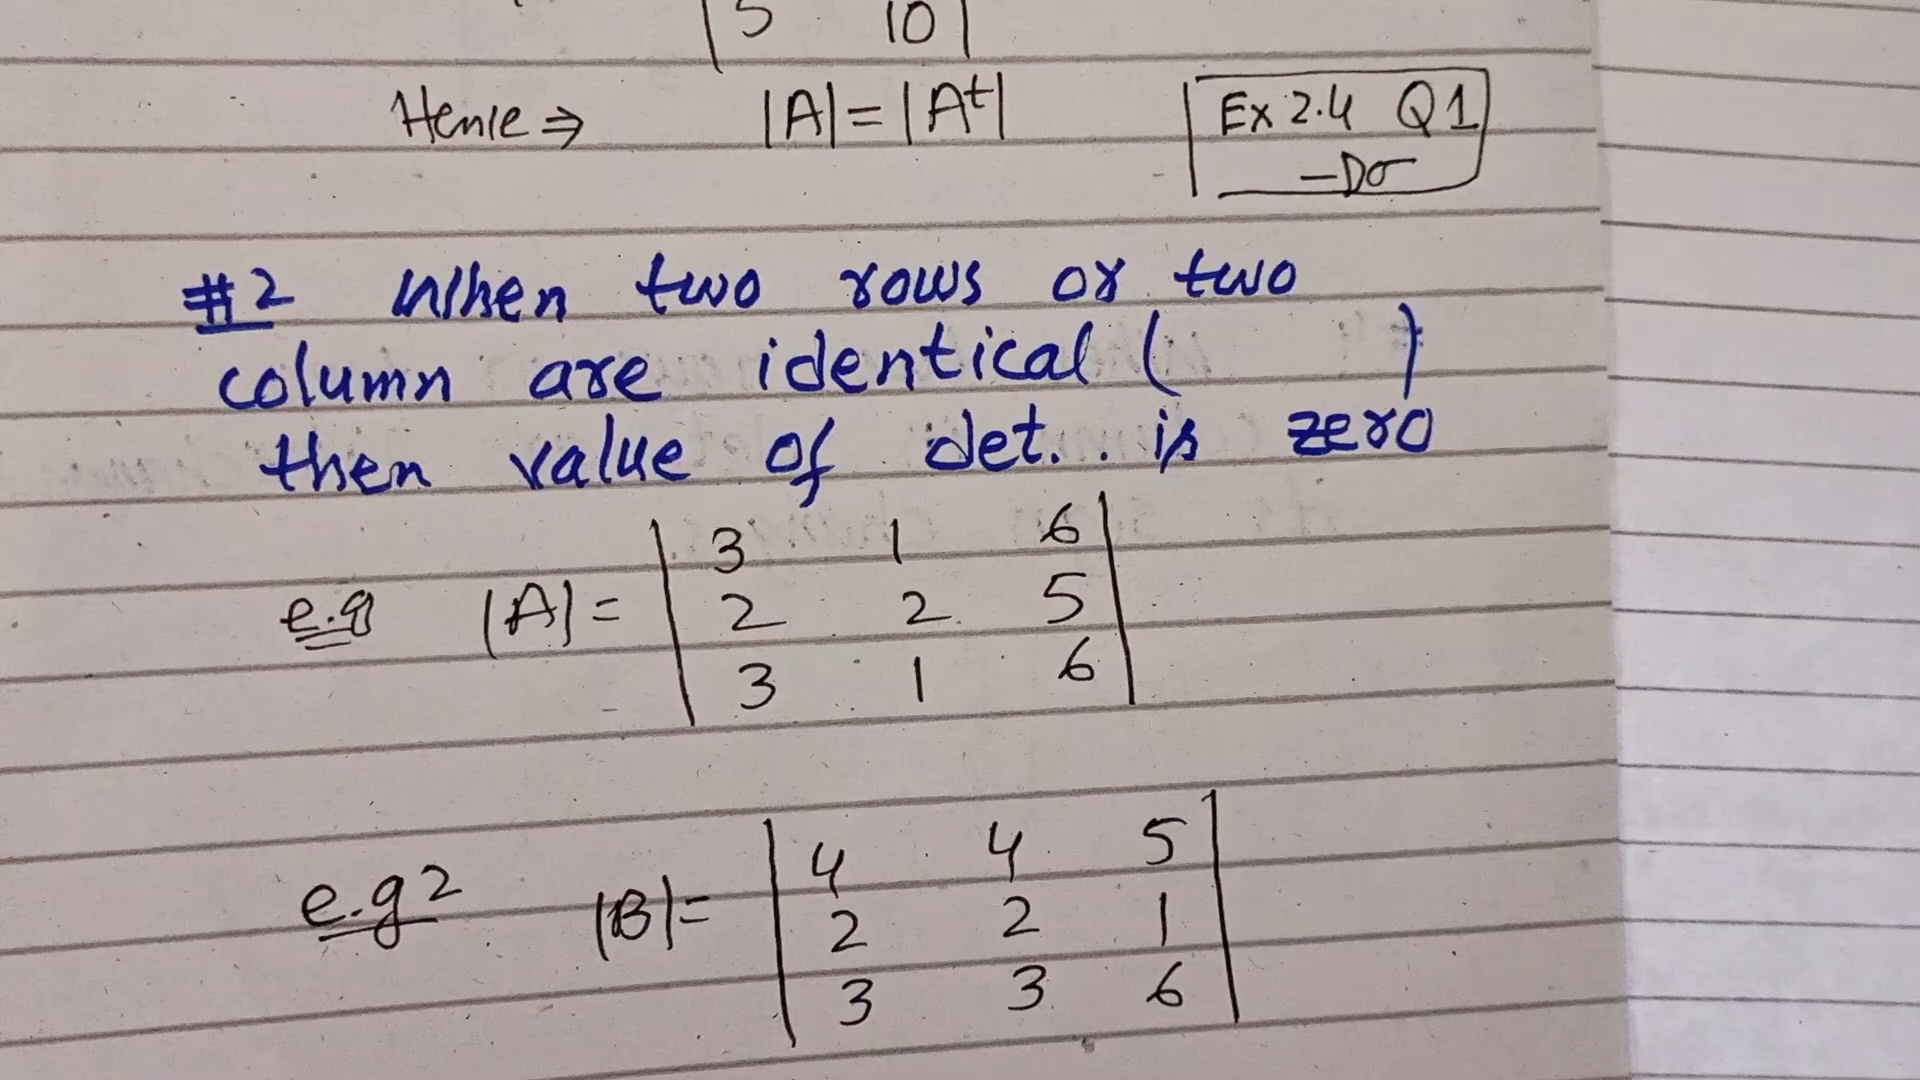 5 10
Hence ⇒ |A| = |Aᵗ|
Ex 2.4 Q1
-Do
#2 When two rows or two
column are identical ( )
then value of det.. is zero
e.g |A| = | 3 1 6 |
| 2 2 5 |
| 3 1 6 |
e.g 2 |B| = | 4 4 5 |
| 2 2 1 |
| 3 3 6 |